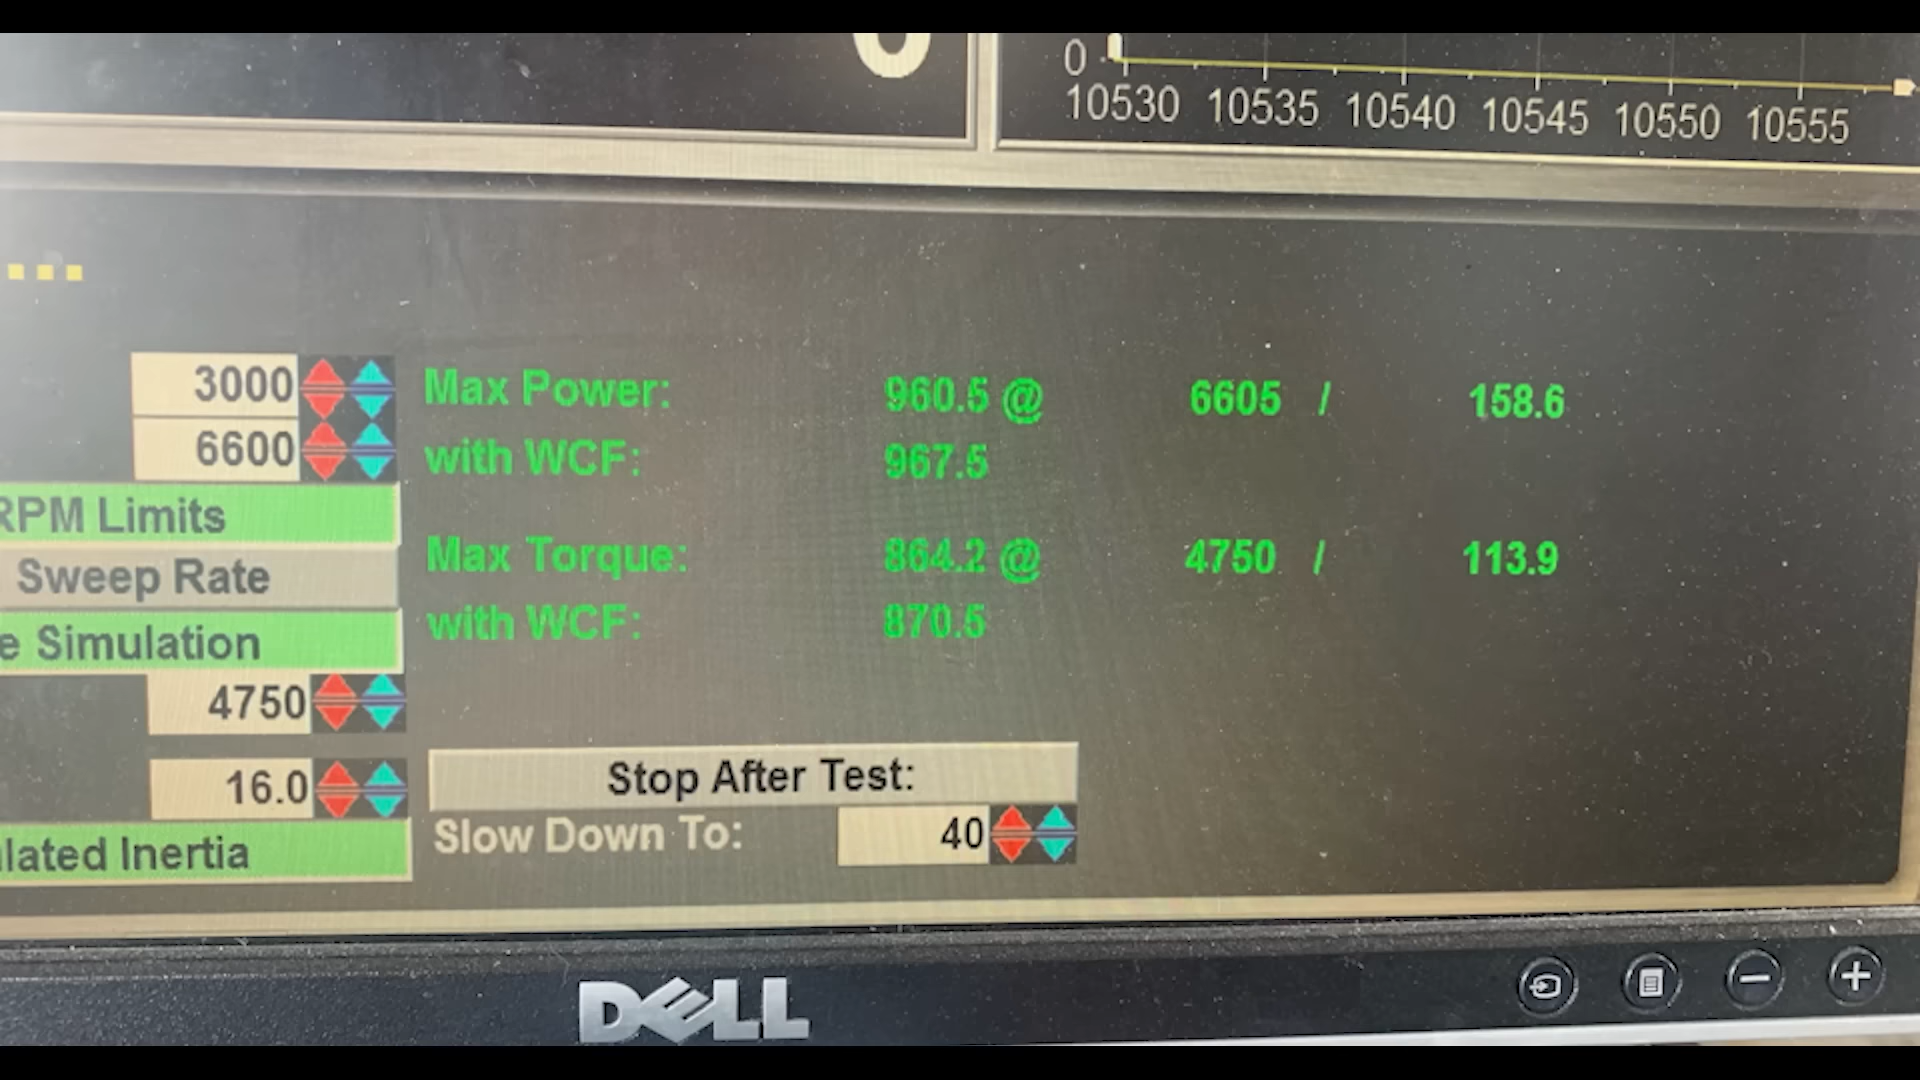 0
10530 10535 10540 10545 10550 10555
3000
Max Power: 960.5 @ 6605 / 158.6
6600
with WCF: 967.5
RPM Limits
Max Torque: 864.2 @ 4750 / 113.9
Sweep Rate
with WCF: 870.5
e Simulation
4750
16.0
Stop After Test:
Slow Down To: 40
lated Inertia
DELL